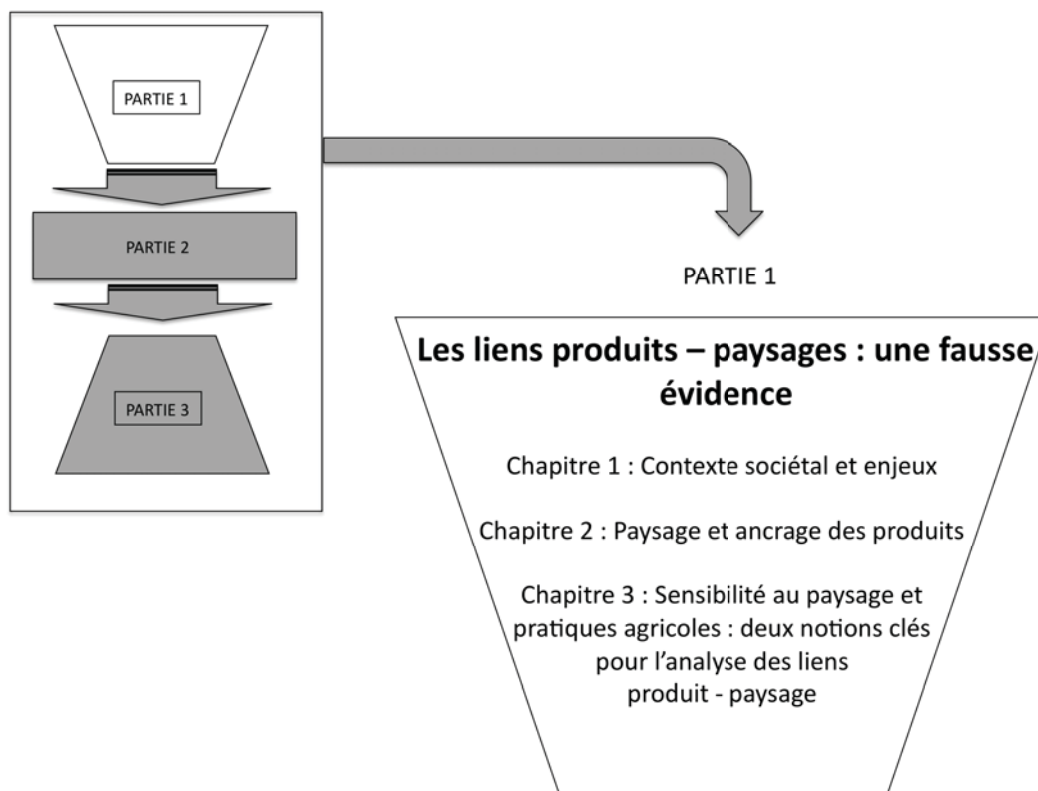 PARTIE 1
PARTIE 2
PARTIE 3
PARTIE 1
Les liens produits – paysages : une fausse
évidence
Chapitre 1 : Contexte sociétal et enjeux
Chapitre 2 : Paysage et ancrage des produits
Chapitre 3 : Sensibilité au paysage et
pratiques agricoles : deux notions clés
pour l'analyse des liens
produit - paysage